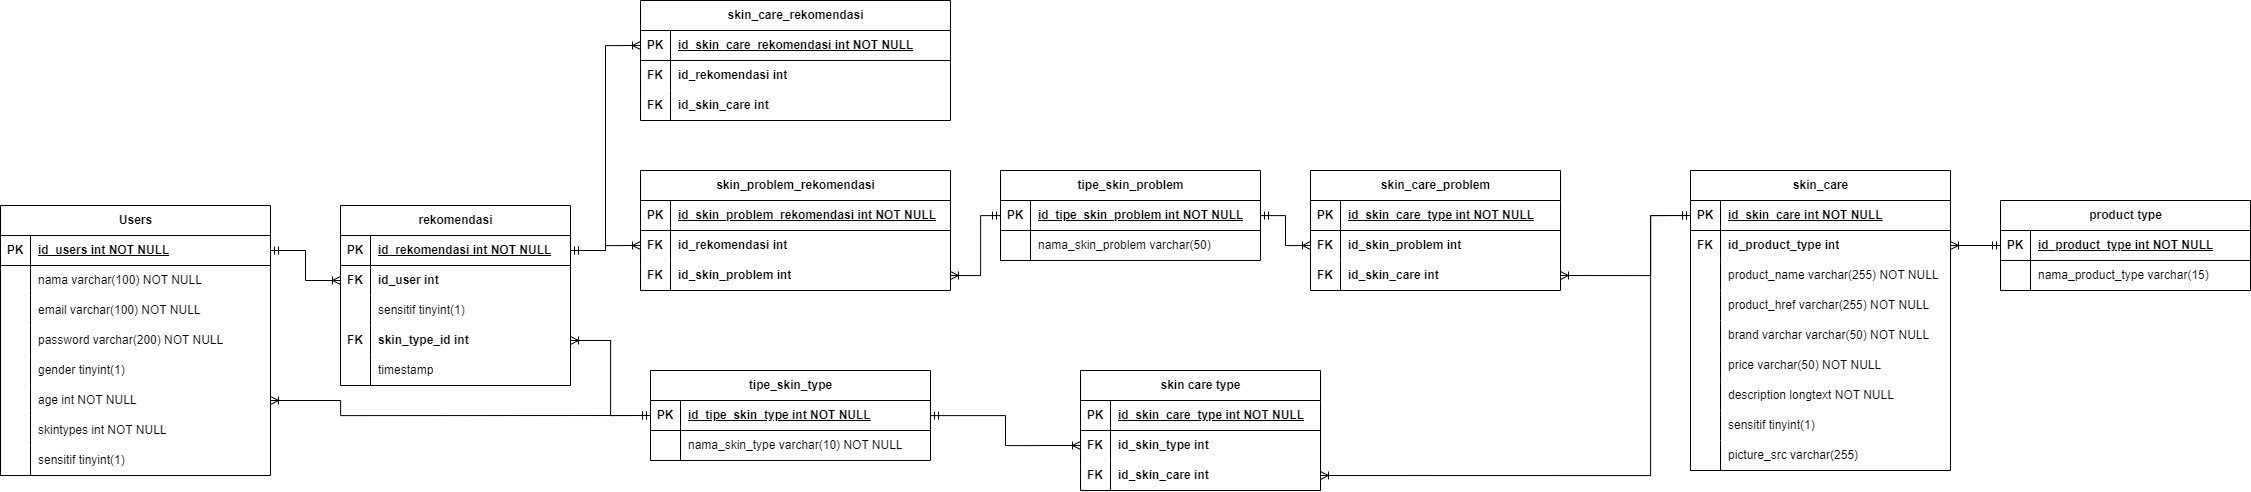 skin_care_rekomendasi
PK id_skin_care_rekomendasi int NOT NULL
FK id_rekomendasi int
FK id_skin_care int
skin_problem_rekomendasi
PK id_skin_problem_rekomendasi int NOT NULL
FK id_rekomendasi int
FK id_skin_problem int
tipe_skin_problem
PK id_tipe_skin_problem int NOT NULL
nama_skin_problem varchar(50)
skin_care_problem
PK id_skin_care_type int NOT NULL
FK id_skin_problem int
FK id_skin_care int
skin_care
PK id_skin_care int NOT NULL
FK id_product_type int
product_name varchar(255) NOT NULL
product_href varchar(255) NOT NULL
brand varchar varchar(50) NOT NULL
price varchar(50) NOT NULL
description longtext NOT NULL
sensitif tinyint(1)
picture_src varchar(255)
product type
PK id_product_type int NOT NULL
nama_product_type varchar(15)
Users
PK id_users int NOT NULL
nama varchar(100) NOT NULL
email varchar(100) NOT NULL
password varchar(200) NOT NULL
gender tinyint(1)
age int NOT NULL
skintypes int NOT NULL
sensitif tinyint(1)
rekomendasi
PK id_rekomendasi int NOT NULL
FK id_user int
sensitif tinyint(1)
FK skin_type_id int
timestamp
tipe_skin_type
PK id_tipe_skin_type int NOT NULL
nama_skin_type varchar(10) NOT NULL
skin care type
PK id_skin_care_type int NOT NULL
FK id_skin_type int
FK id_skin_care int